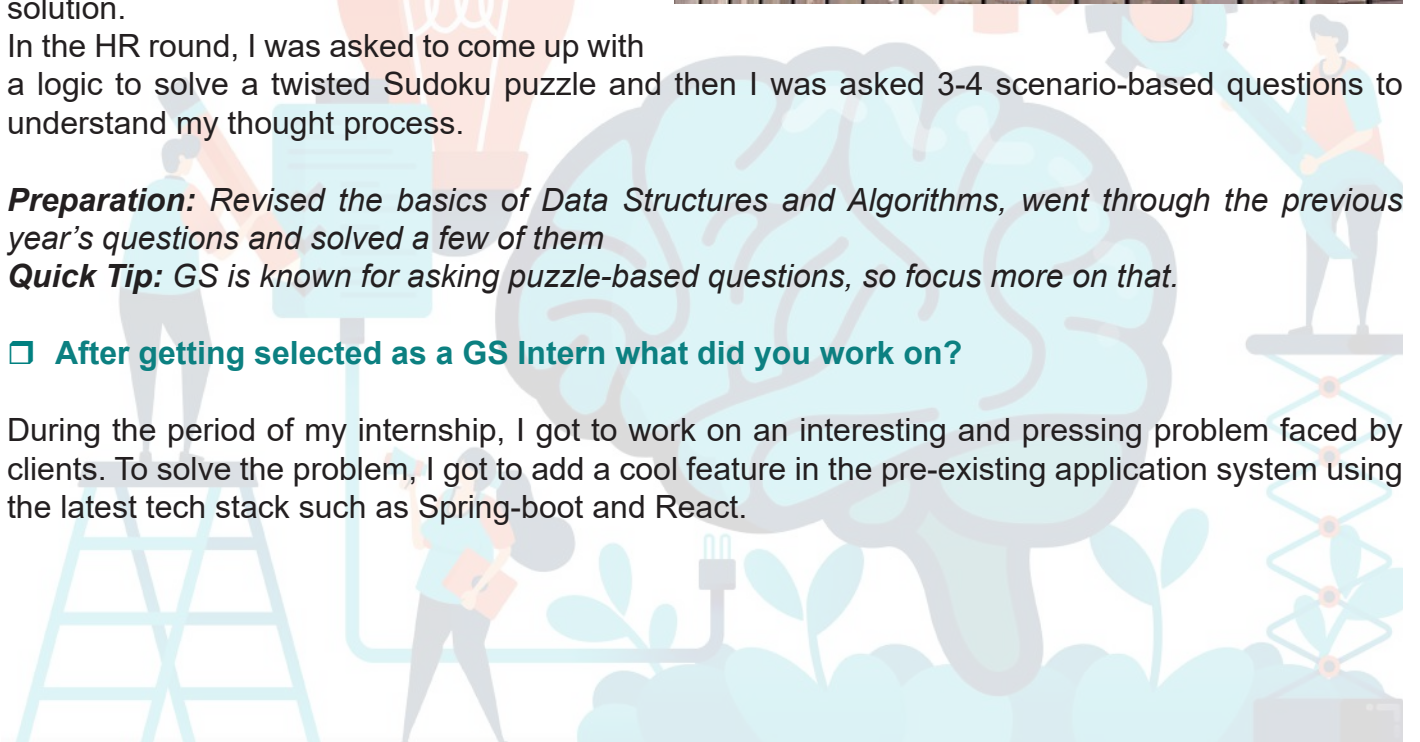 solution.
In the HR round, I was asked to come up with
a logic to solve a twisted Sudoku puzzle and then I was asked 3-4 scenario-based questions to
understand my thought process.
Preparation: Revised the basics of Data Structures and Algorithms, went through the previous
year’s questions and solved a few of them
Quick Tip: GS is known for asking puzzle-based questions, so focus more on that.
❒ After getting selected as a GS Intern what did you work on?
During the period of my internship, I got to work on an interesting and pressing problem faced by
clients. To solve the problem, I got to add a cool feature in the pre-existing application system using
the latest tech stack such as Spring-boot and React.